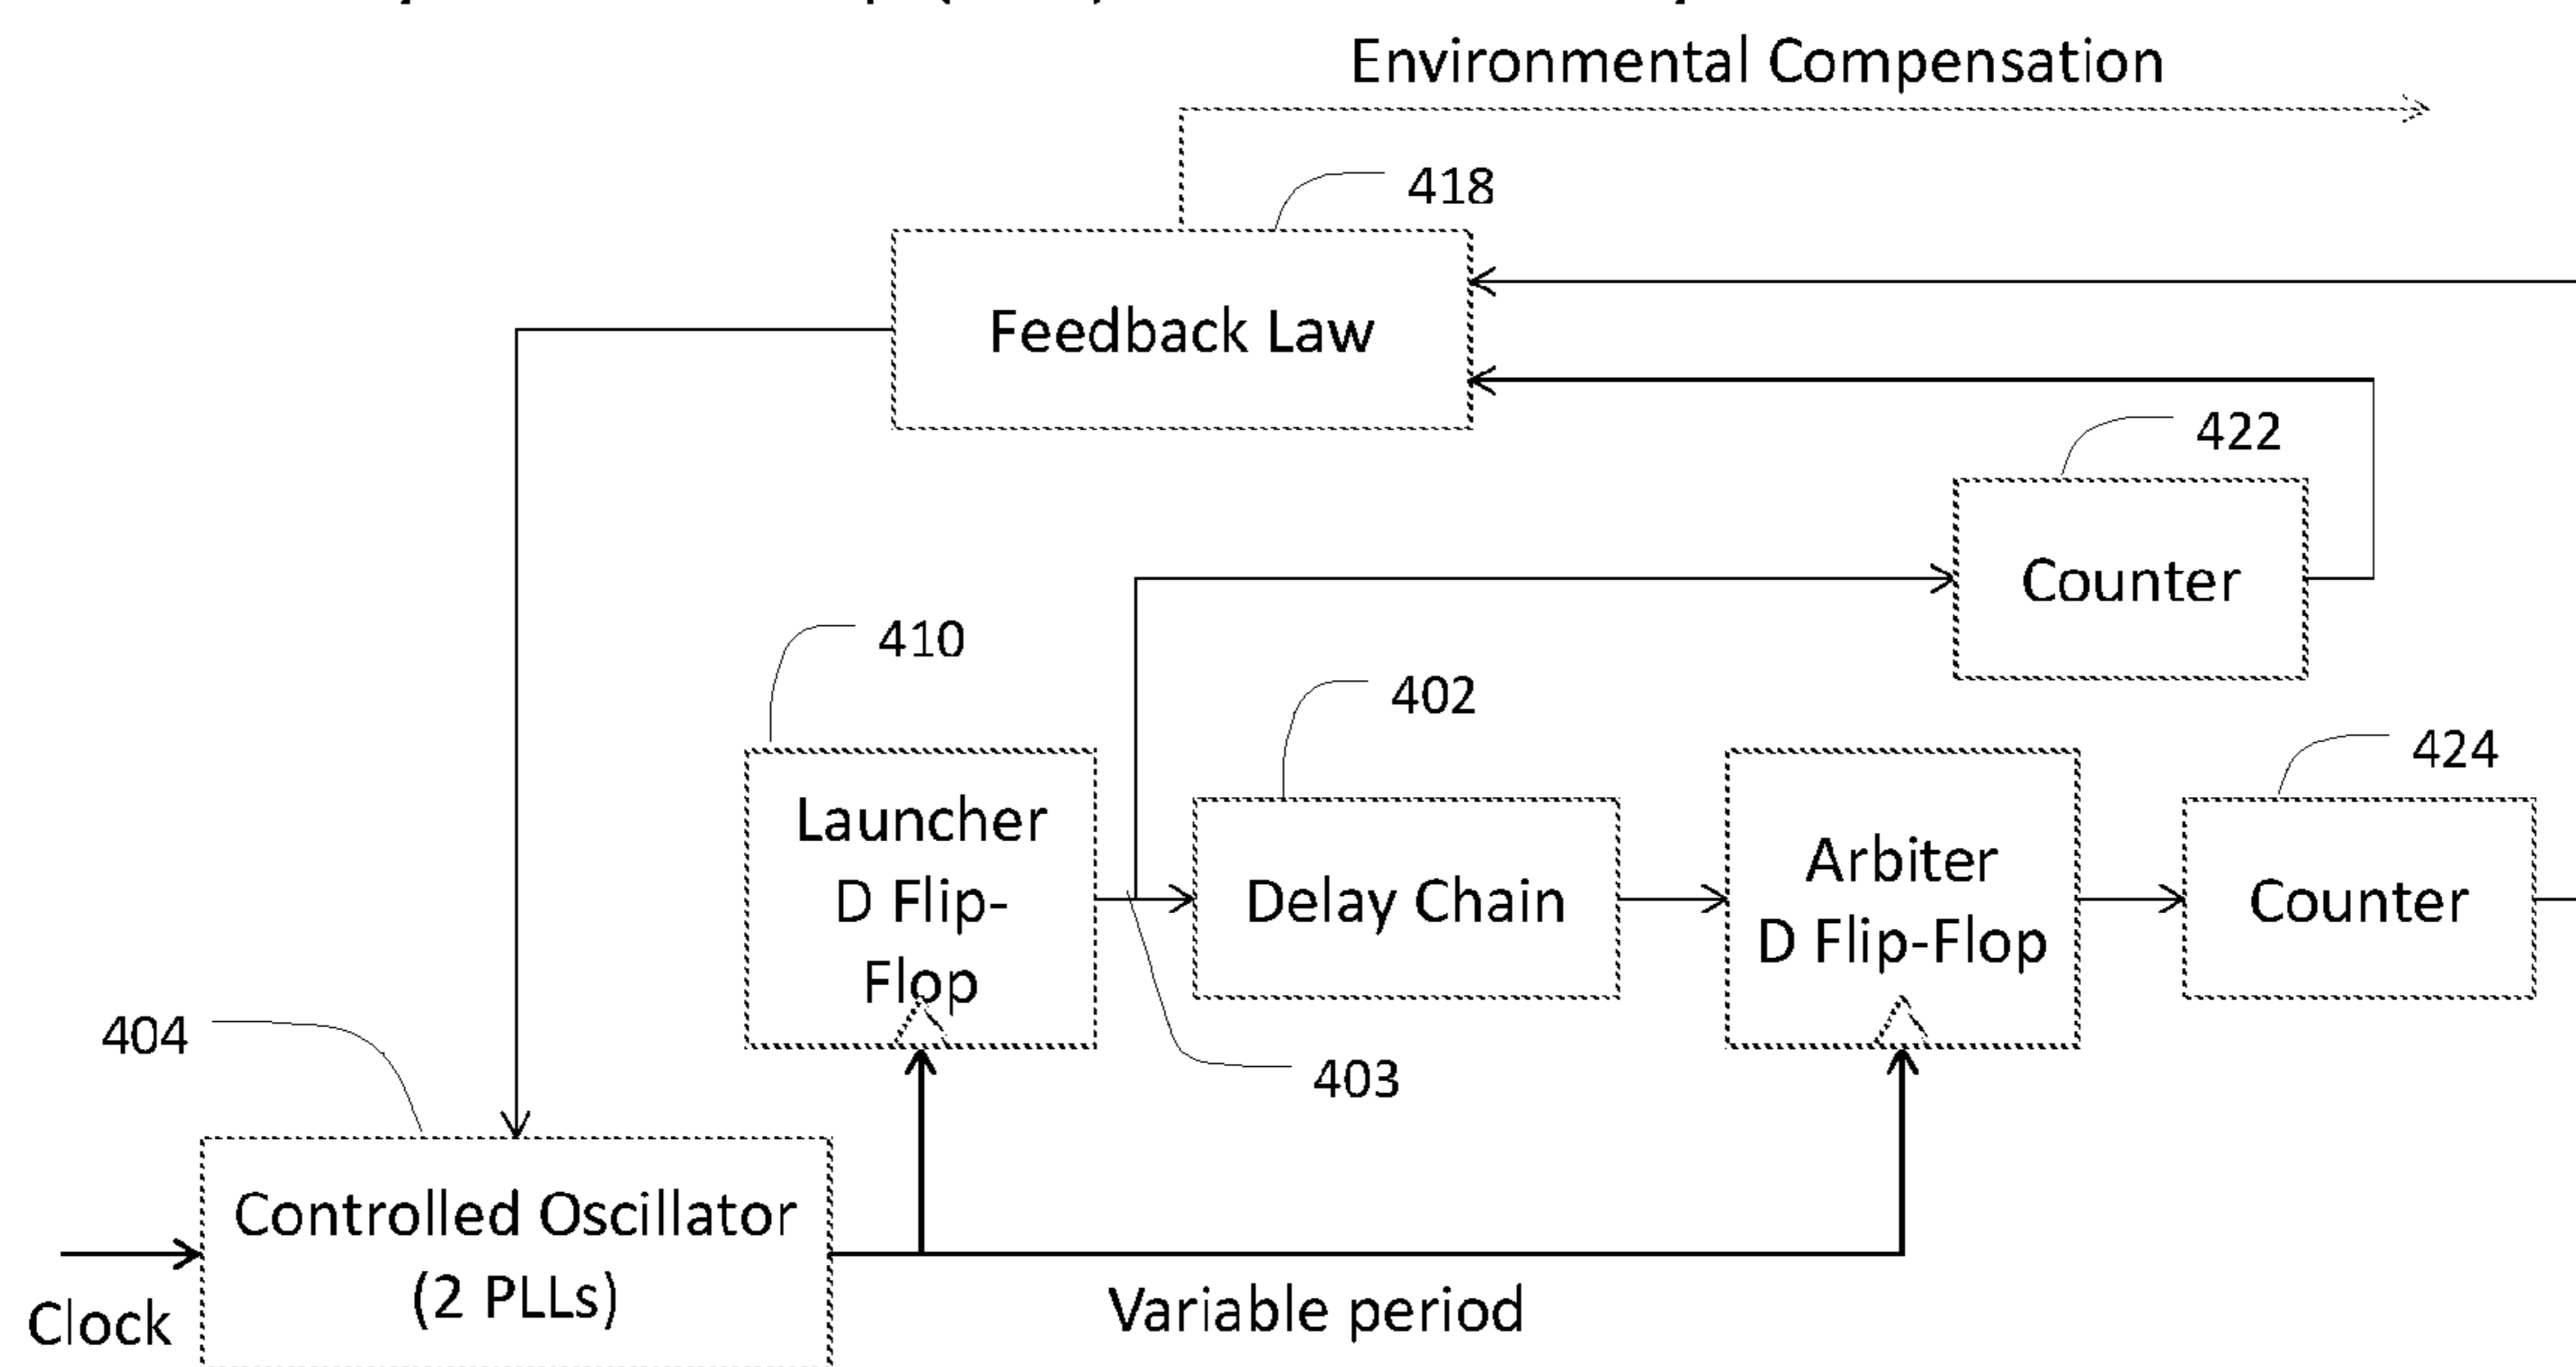 Environmental Compensation
418
Feedback Law
422
Counter
410
402
424
Launcher
D Flip-
Flop
Delay Chain
Arbiter
D Flip-Flop
Counter
404
403
Controlled Oscillator
(2 PLLs)
Clock
Variable period